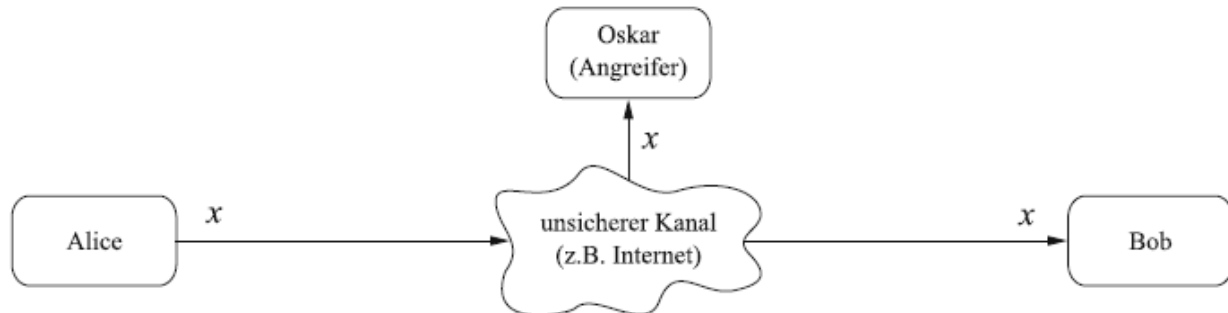 Oskar
(Angreifer)
x
x
x
Alice
unsicherer Kanal
(z.B. Internet)
Bob